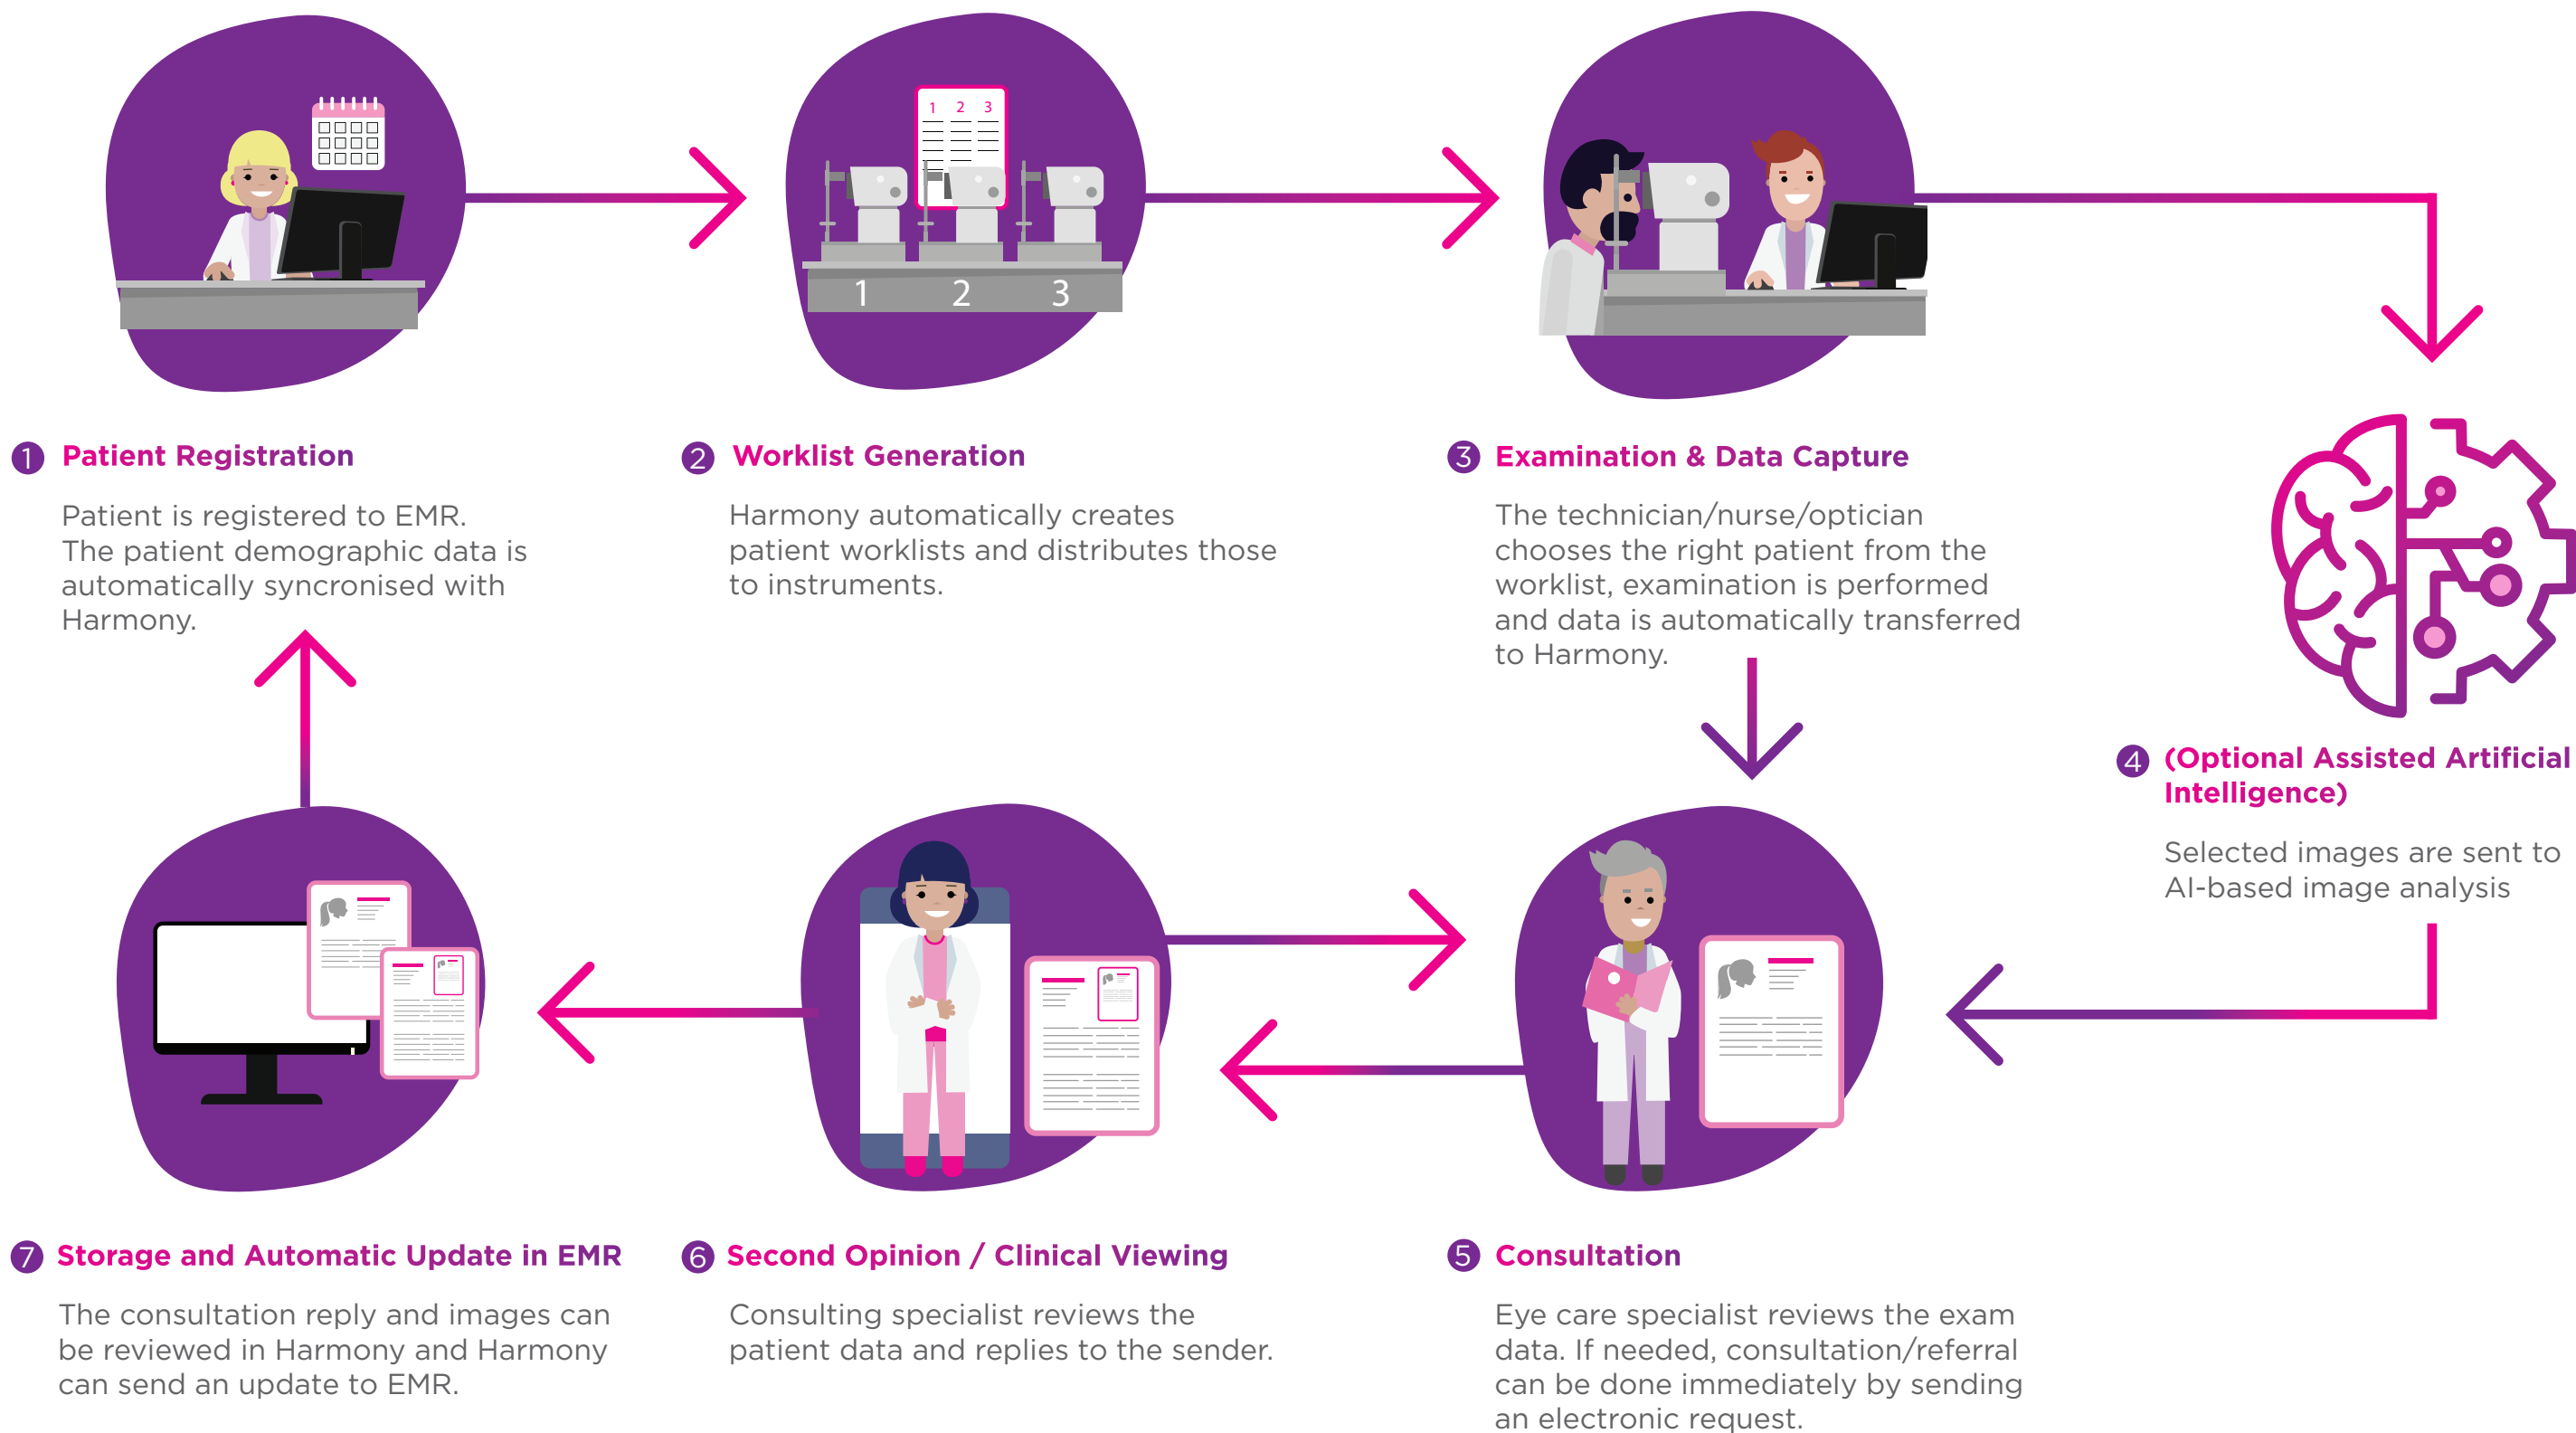 1 2 3
1 2 3
1 Patient Registration
Patient is registered to EMR.
The patient demographic data is
automatically syncronised with
Harmony.
2 Worklist Generation
Harmony automatically creates
patient worklists and distributes those
to instruments.
3 Examination & Data Capture
The technician/nurse/optician
chooses the right patient from the
worklist, examination is performed
and data is automatically transferred
to Harmony.
4 (Optional Assisted Artificial
Intelligence)
Selected images are sent to
AI-based image analysis
5 Consultation
Eye care specialist reviews the exam
data. If needed, consultation/referral
can be done immediately by sending
an electronic request.
6 Second Opinion / Clinical Viewing
Consulting specialist reviews the
patient data and replies to the sender.
7 Storage and Automatic Update in EMR
The consultation reply and images can
be reviewed in Harmony and Harmony
can send an update to EMR.